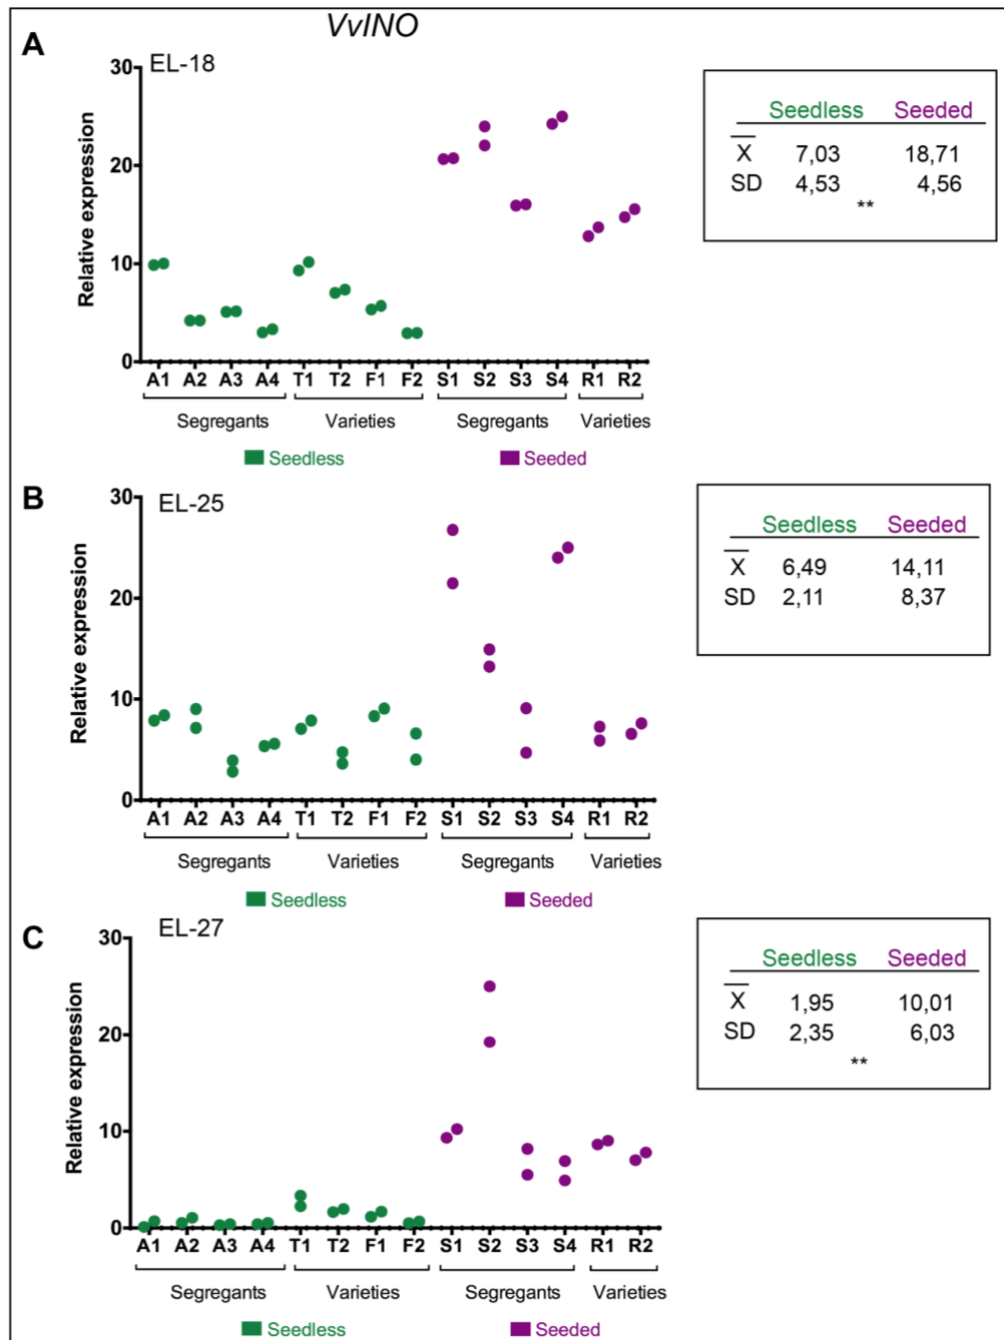 VvINO
A
EL-18
30
20
10
0
Relative expression
A1 A2 A3 A4 T1 T2 F1 F2 S1 S2 S3 S4 R1 R2
Segregants Varieties Segregants Varieties
Seedless Seeded
Seedless Seeded
X 7,03 18,71
SD 4,53 4,56
**
B
EL-25
30
20
10
0
Relative expression
A1 A2 A3 A4 T1 T2 F1 F2 S1 S2 S3 S4 R1 R2
Segregants Varieties Segregants Varieties
Seedless Seeded
Seedless Seeded
X 6,49 14,11
SD 2,11 8,37
C
EL-27
30
20
10
0
Relative expression
A1 A2 A3 A4 T1 T2 F1 F2 S1 S2 S3 S4 R1 R2
Segregants Varieties Segregants Varieties
Seedless Seeded
Seedless Seeded
X 1,95 10,01
SD 2,35 6,03
**